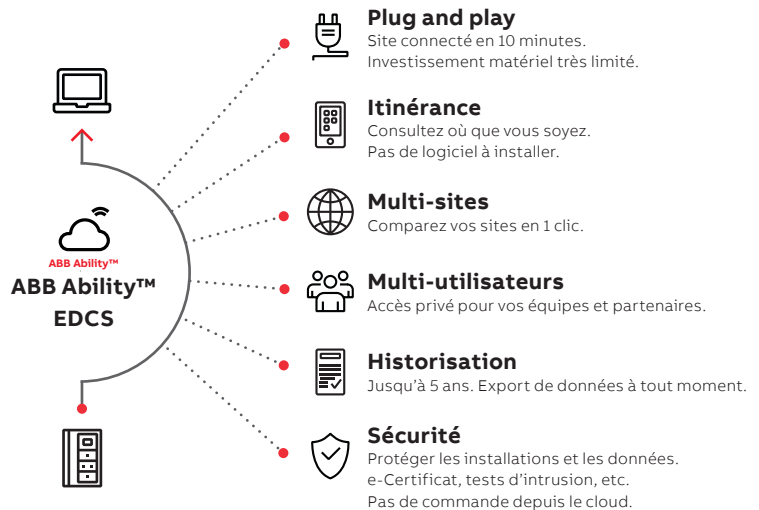 Plug and play
Site connecté en 10 minutes.
Investissement matériel très limité.
Itinérance
Consultez où que vous soyez.
Pas de logiciel à installer.
Multi-sites
Comparez vos sites en 1 clic.
ABB Ability™
ABB Ability™
EDCS
Multi-utilisateurs
Accès privé pour vos équipes et partenaires.
Historisation
Jusqu’à 5 ans. Export de données à tout moment.
Sécurité
Protéger les installations et les données.
e-Certificat, tests d’intrusion, etc.
Pas de commande depuis le cloud.